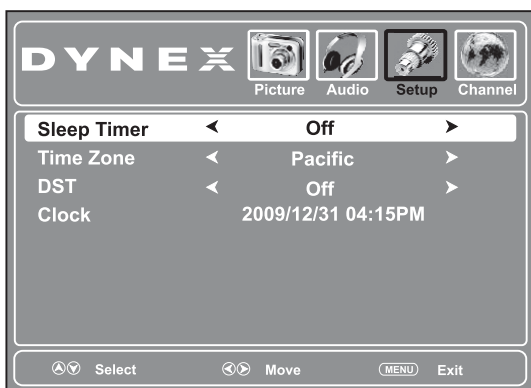 DYNEX
Picture Audio Setup Channel
Sleep Timer Off
Time Zone Pacific
DST Off
Clock 2009/12/31 04:15PM
Select Move MENU Exit